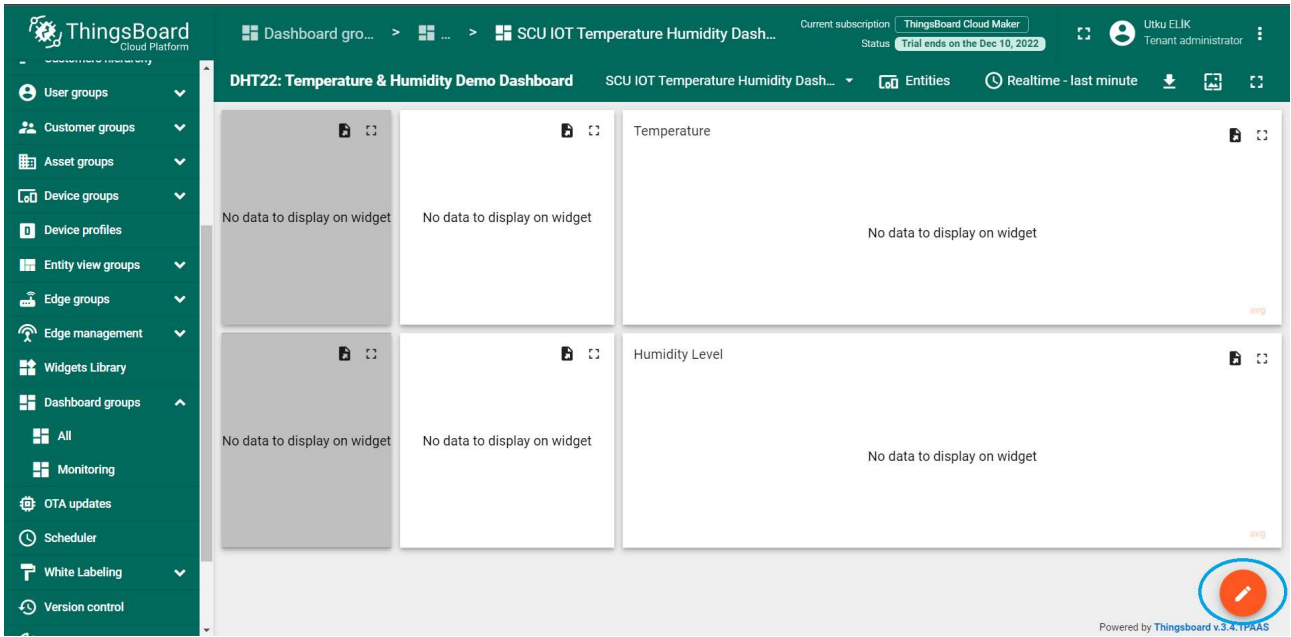 ThingsBoard
Cloud Platform
Dashboard gro... > ... > SCU IOT Temperature Humidity Dash...
Current subscription ThingsBoard Cloud Maker
Status Trial ends on the Dec 10, 2022
Utku ELİK
Tenant administrator
Customers hierarchy
User groups
Customer groups
Asset groups
Device groups
Device profiles
Entity view groups
Edge groups
Edge management
Widgets Library
Dashboard groups
All
Monitoring
OTA updates
Scheduler
White Labeling
Version control
DHT22: Temperature & Humidity Demo Dashboard
SCU IOT Temperature Humidity Dash...
Entities
Realtime - last minute
No data to display on widget
No data to display on widget
Temperature
No data to display on widget
avg
No data to display on widget
No data to display on widget
Humidity Level
No data to display on widget
avg
Powered by Thingsboard v.3.4.1PAAS